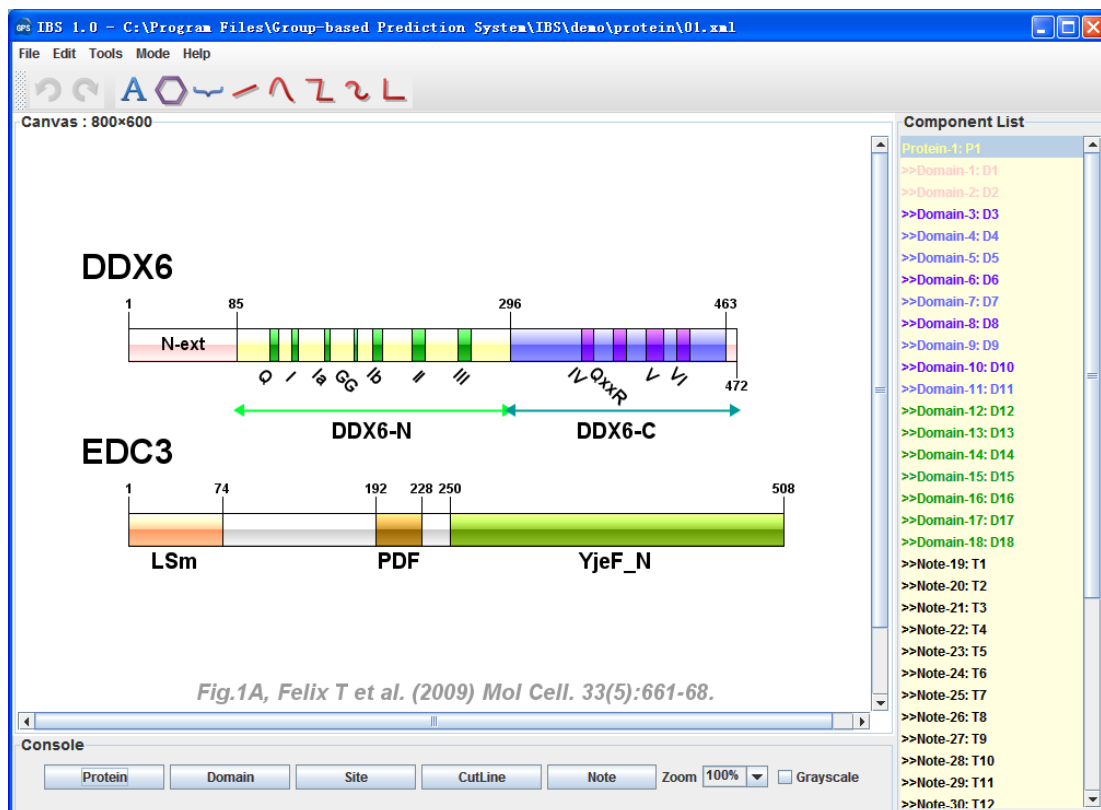 IBS 1.0 - C:\Program Files\Group-based Prediction System\IBS\demo\protein\01.xml
File Edit Tools Mode Help
Canvas : 800×600
DDX6
1 85 296 463
N-ext
Q I Ia GG Ib II III IV QxxR V VI 472
DDX6-N DDX6-C
EDC3
1 74 192 228 250 508
LSm PDF YjeF_N
Fig.1A, Felix T et al. (2009) Mol Cell. 33(5):661-68.
Component List
Protein-1: P1
>>Domain-1: D1
>>Domain-2: D2
>>Domain-3: D3
>>Domain-4: D4
>>Domain-5: D5
>>Domain-6: D6
>>Domain-7: D7
>>Domain-8: D8
>>Domain-9: D9
>>Domain-10: D10
>>Domain-11: D11
>>Domain-12: D12
>>Domain-13: D13
>>Domain-14: D14
>>Domain-15: D15
>>Domain-16: D16
>>Domain-17: D17
>>Domain-18: D18
>>Note-19: T1
>>Note-20: T2
>>Note-21: T3
>>Note-22: T4
>>Note-23: T5
>>Note-24: T6
>>Note-25: T7
>>Note-26: T8
>>Note-27: T9
>>Note-28: T10
>>Note-29: T11
>>Note-30: T12
Console
Protein Domain Site CutLine Note Zoom 100% Grayscale